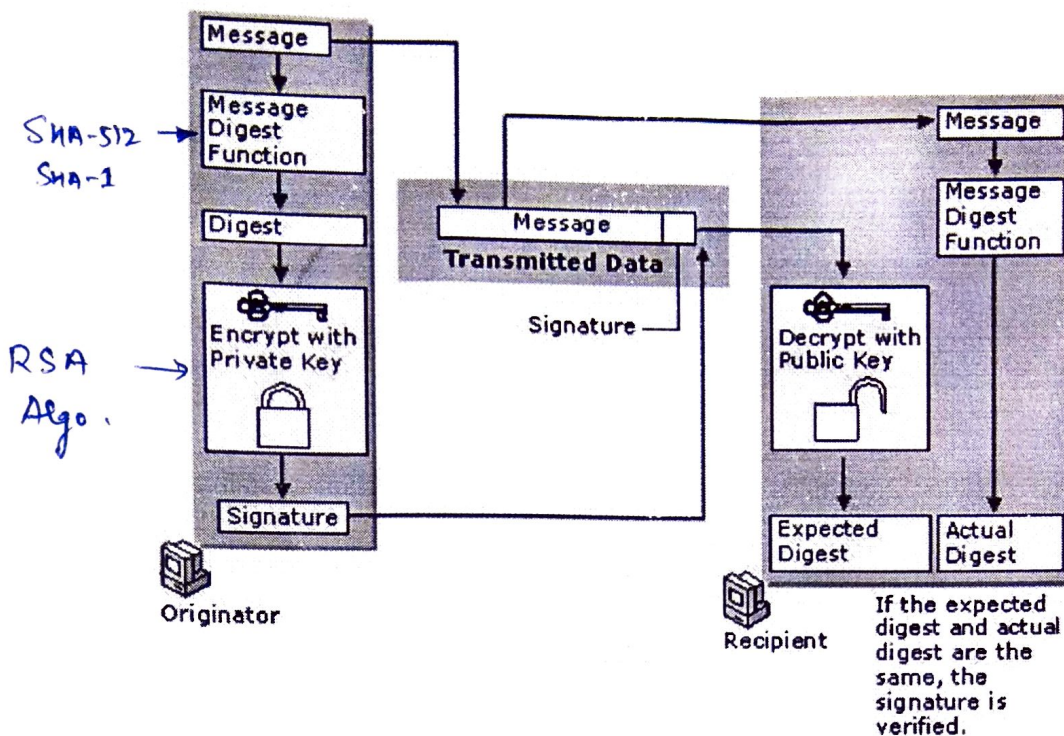 Message
Message
Digest
Function
SHA-512
SHA-1
Digest
Encrypt with
Private Key
RSA
Algo.
Signature
Originator
Message
Transmitted Data
Signature
Message
Message
Digest
Function
Decrypt with
Public Key
Expected
Digest
Actual
Digest
Recipient
If the expected
digest and actual
digest are the
same, the
signature is
verified.